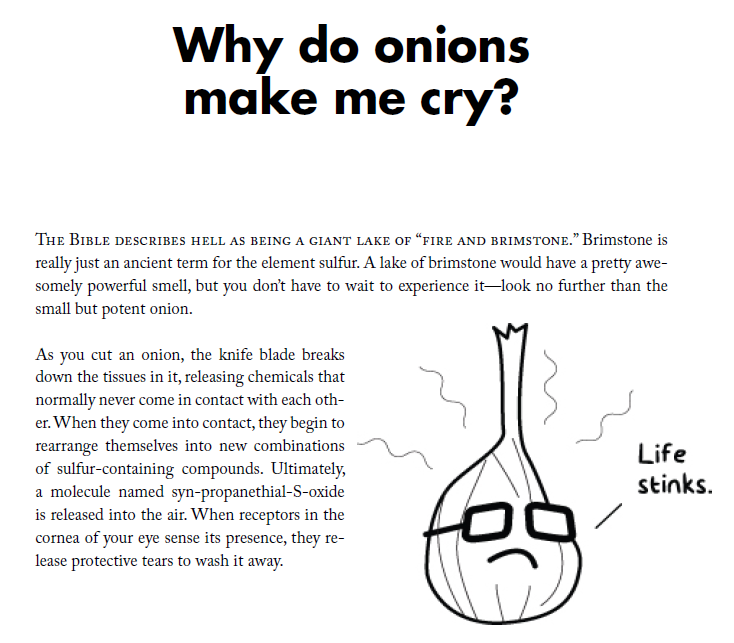 Why do onions
make me cry?
The Bible describes hell as being a giant lake of “fire and brimstone.” Brimstone is
really just an ancient term for the element sulfur. A lake of brimstone would have a pretty awe-
somely powerful smell, but you don’t have to wait to experience it—look no further than the
small but potent onion.
As you cut an onion, the knife blade breaks
down the tissues in it, releasing chemicals that
normally never come in contact with each oth-
er. When they come into contact, they begin to
rearrange themselves into new combinations
of sulfur-containing compounds. Ultimately,
a molecule named syn-propanethial-S-oxide
is released into the air. When receptors in the
cornea of your eye sense its presence, they re-
lease protective tears to wash it away.
Life
stinks.